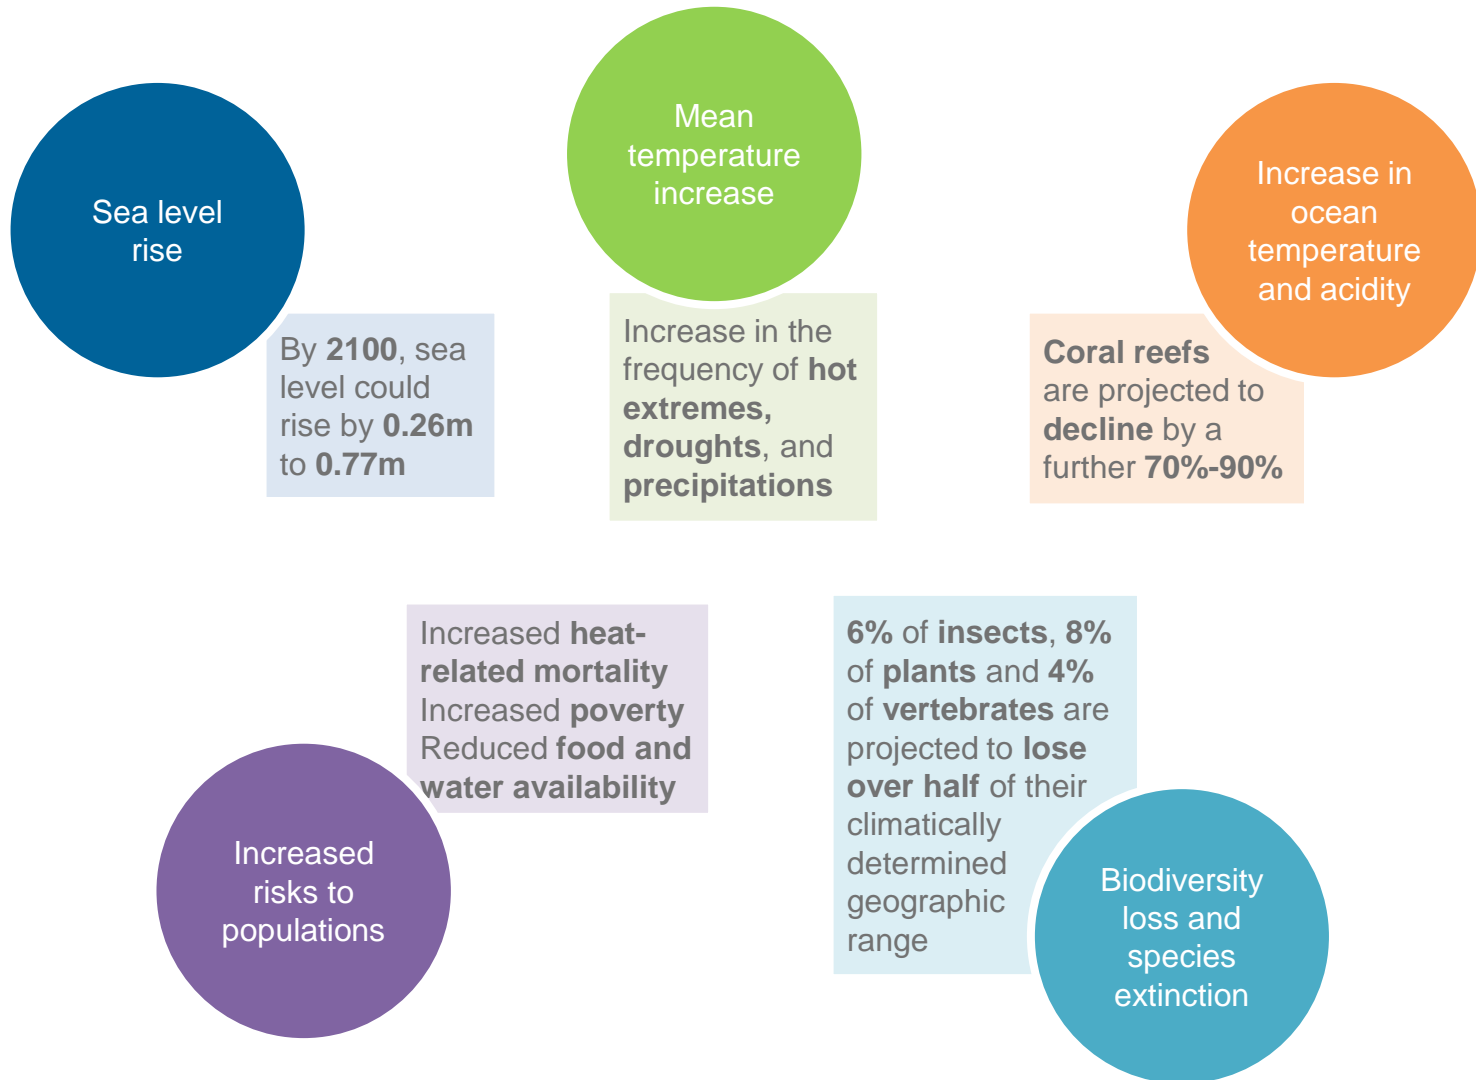 Sea level
rise
By 2100, sea
level could
rise by 0.26m
to 0.77m
Mean
temperature
increase
Increase in the
frequency of hot
extremes,
droughts, and
precipitations
Increase in
ocean
temperature
and acidity
Coral reefs
are projected to
decline by a
further 70%-90%
Increased heat-
related mortality
Increased poverty
Reduced food and
water availability
Increased
risks to
populations
6% of insects, 8%
of plants and 4%
of vertebrates are
projected to lose
over half of their
climatically
determined
geographic
range
Biodiversity
loss and
species
extinction